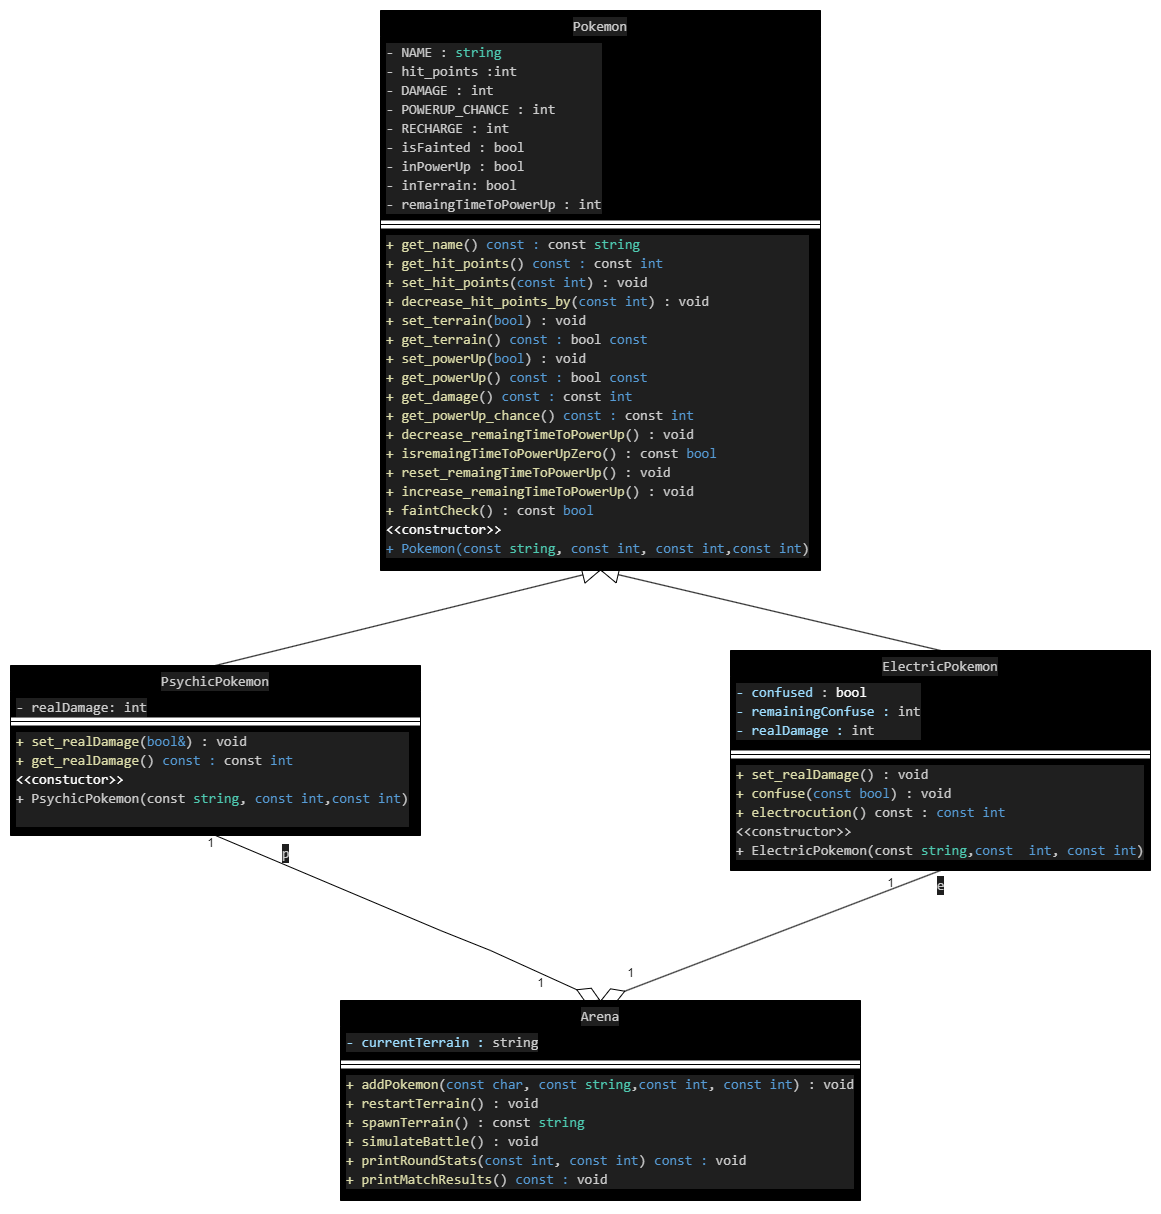 Pokemon
- NAME : string
- hit_points :int
- DAMAGE : int
- POWERUP_CHANCE : int
- RECHARGE : int
- isFainted : bool
- inPowerUp : bool
- inTerrain: bool
- remaingTimeToPowerUp : int
+ get_name() const : const string
+ get_hit_points() const : const int
+ set_hit_points(const int) : void
+ decrease_hit_points_by(const int) : void
+ set_terrain(bool) : void
+ get_terrain() const : bool const
+ set_powerUp(bool) : void
+ get_powerUp() const : bool const
+ get_damage() const : const int
+ get_powerUp_chance() const : const int
+ decrease_remaingTimeToPowerUp() : void
+ isremaingTimeToPowerUpZero() : const bool
+ reset_remaingTimeToPowerUp() : void
+ increase_remaingTimeToPowerUp() : void
+ faintCheck() : const bool
<<constructor>>
+ Pokemon(const string, const int, const int,const int)
PsychicPokemon
- realDamage: int
+ set_realDamage(bool&) : void
+ get_realDamage() const : const int
<<constuctor>>
+ PsychicPokemon(const string, const int,const int)
ElectricPokemon
- confused : bool
- remainingConfuse : int
- realDamage : int
+ set_realDamage() : void
+ confuse(const bool) : void
+ electrocution() const : const int
<<constructor>>
+ ElectricPokemon(const string,const  int, const int)
1
p
1
e
1
1
Arena
- currentTerrain : string
+ addPokemon(const char, const string,const int, const int) : void
+ restartTerrain() : void
+ spawnTerrain() : const string
+ simulateBattle() : void
+ printRoundStats(const int, const int) const : void
+ printMatchResults() const : void